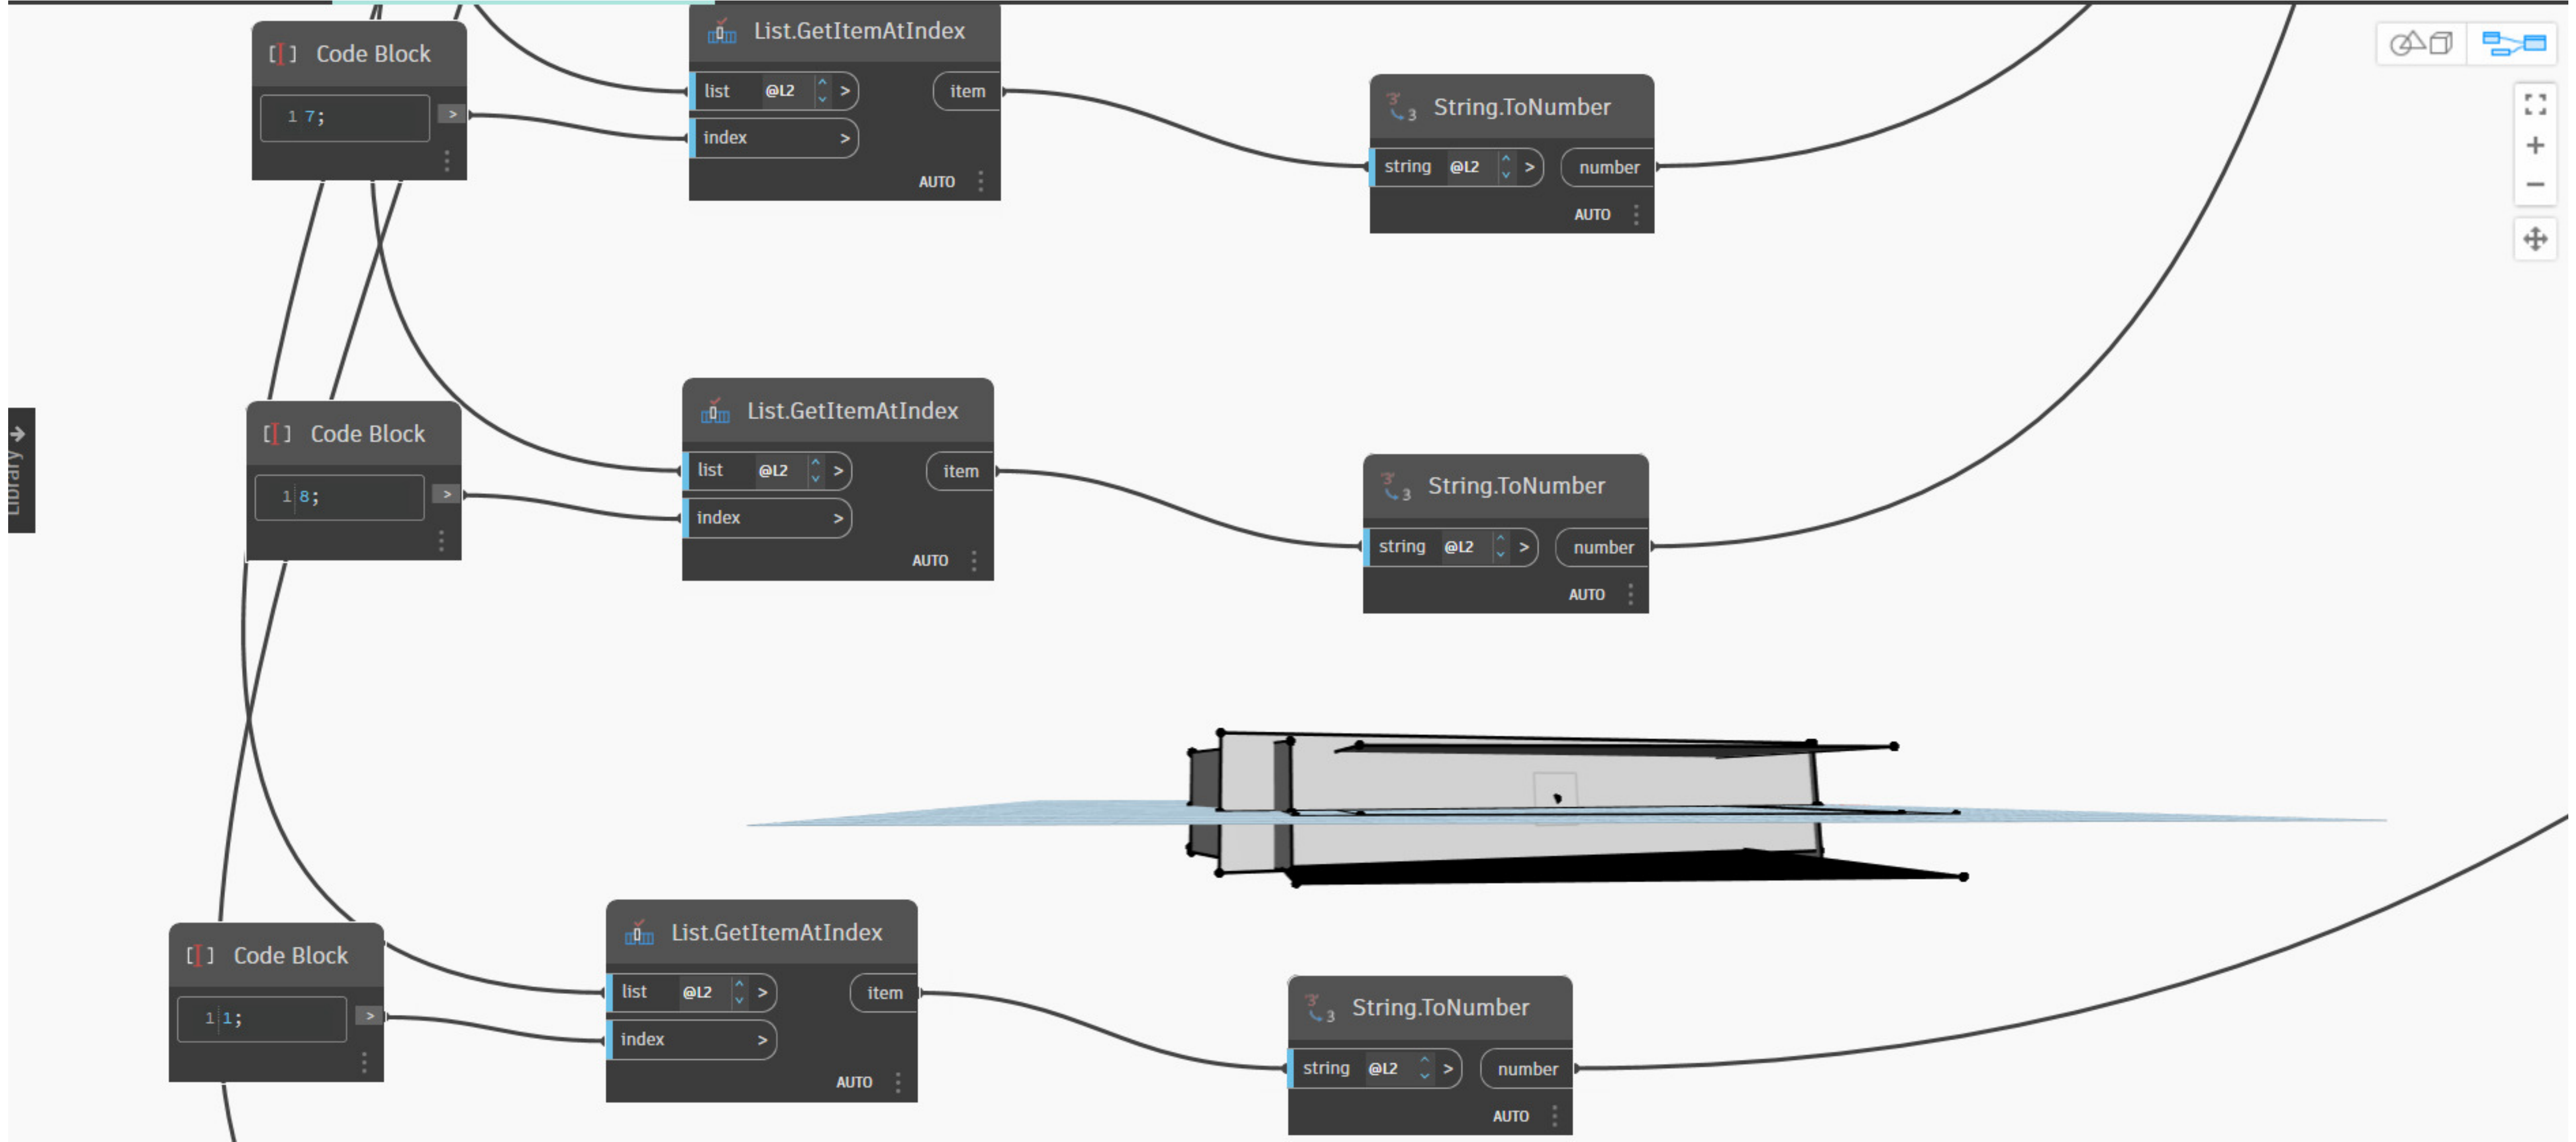 Code Block
1 7;
>
List.GetItemAtIndex
list @L2 > item
index >
AUTO
String.ToNumber
string @L2 > number
AUTO
Library
Code Block
1 8;
>
List.GetItemAtIndex
list @L2 > item
index >
AUTO
String.ToNumber
string @L2 > number
AUTO
Code Block
1 1;
>
List.GetItemAtIndex
list @L2 > item
index >
AUTO
String.ToNumber
string @L2 > number
AUTO